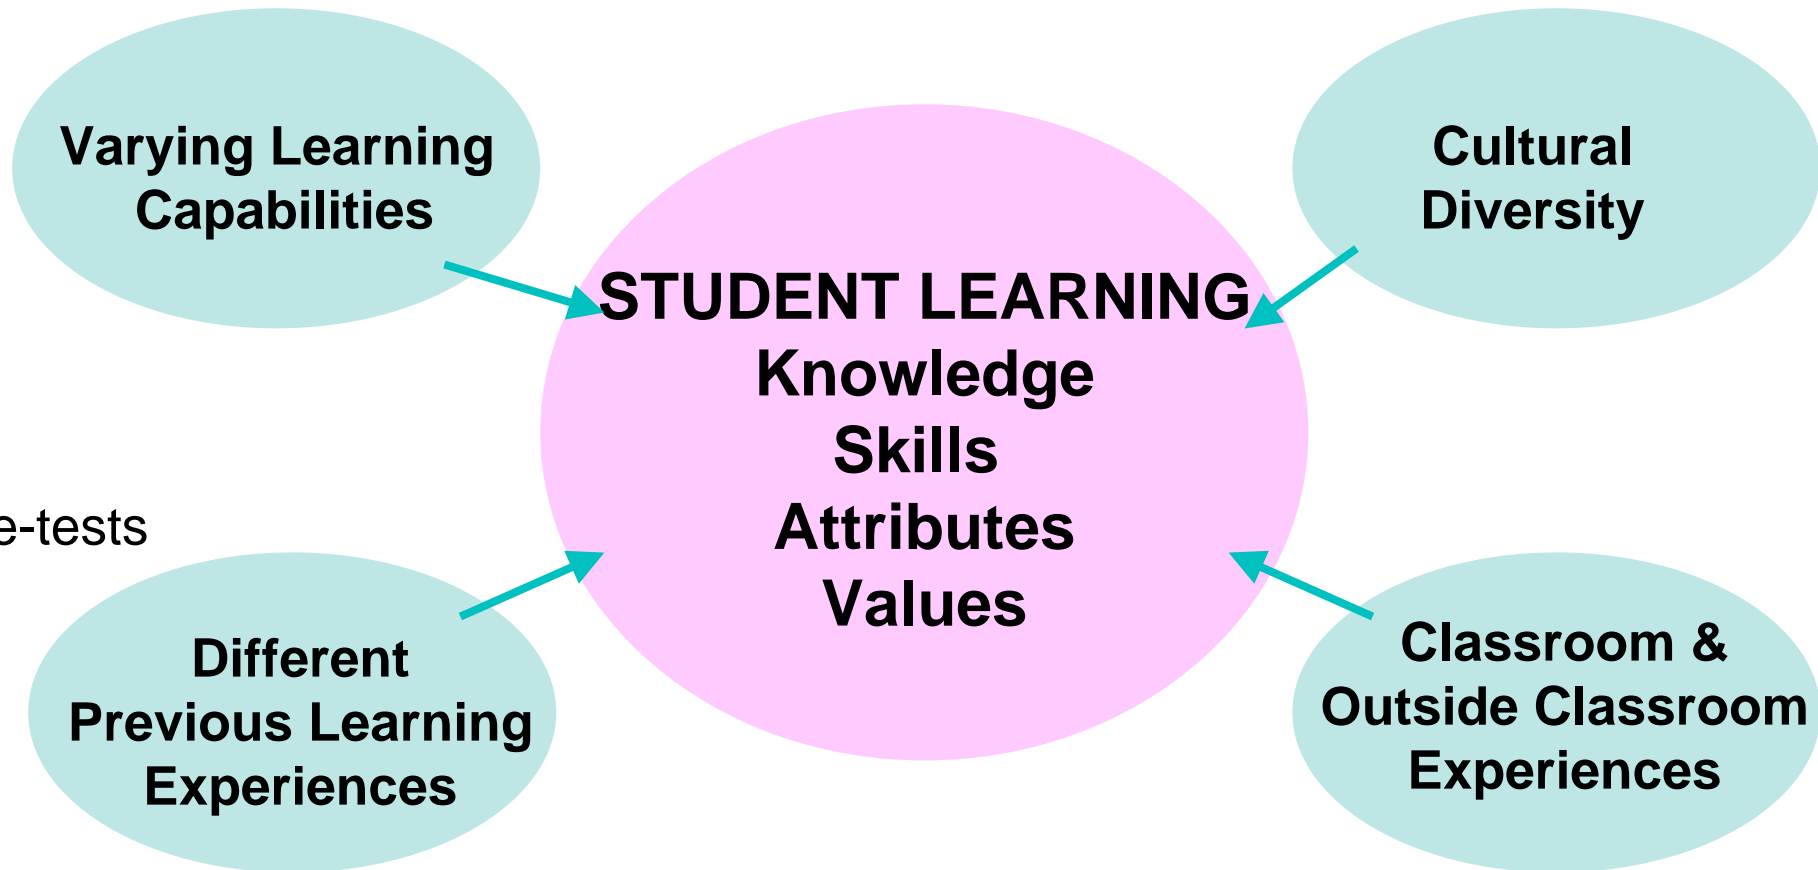 Varying Learning
Capabilities
Cultural
Diversity
STUDENT LEARNING
Knowledge
Skills
Attributes
Values
e-tests
Different
Previous Learning
Experiences
Classroom &
Outside Classroom
Experiences